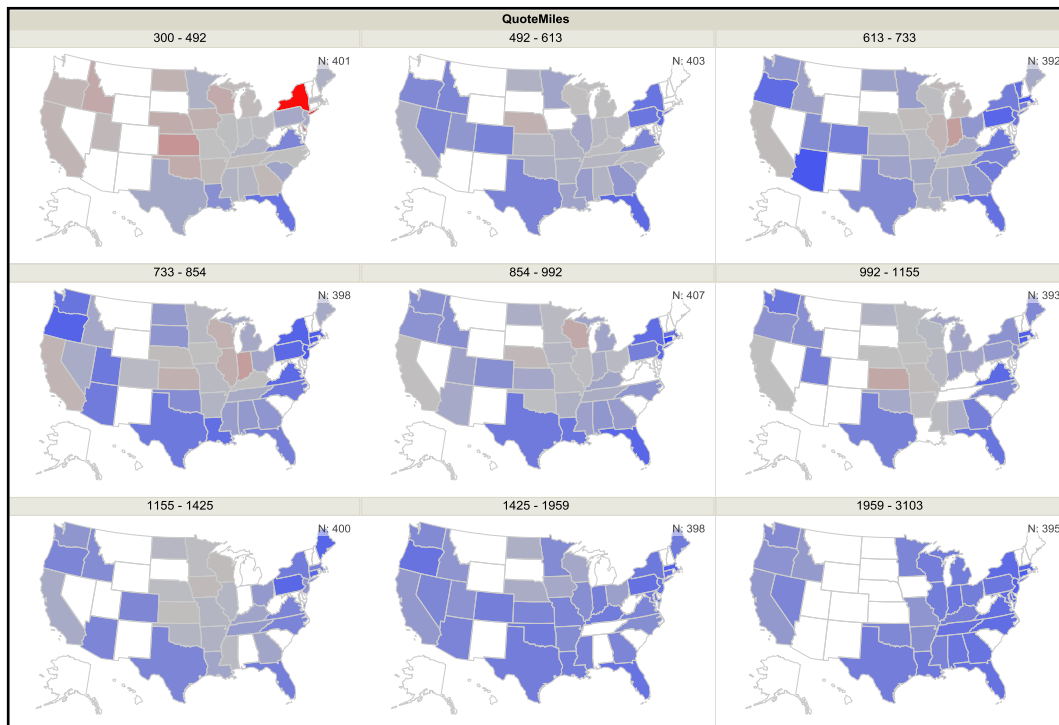 QuoteMiles
300 - 492 492 - 613 613 - 733
N: 401 N: 403 N: 392
733 - 854 854 - 992 992 - 1155
N: 398 N: 407 N: 393
1155 - 1425 1425 - 1959 1959 - 3103
N: 400 N: 398 N: 395